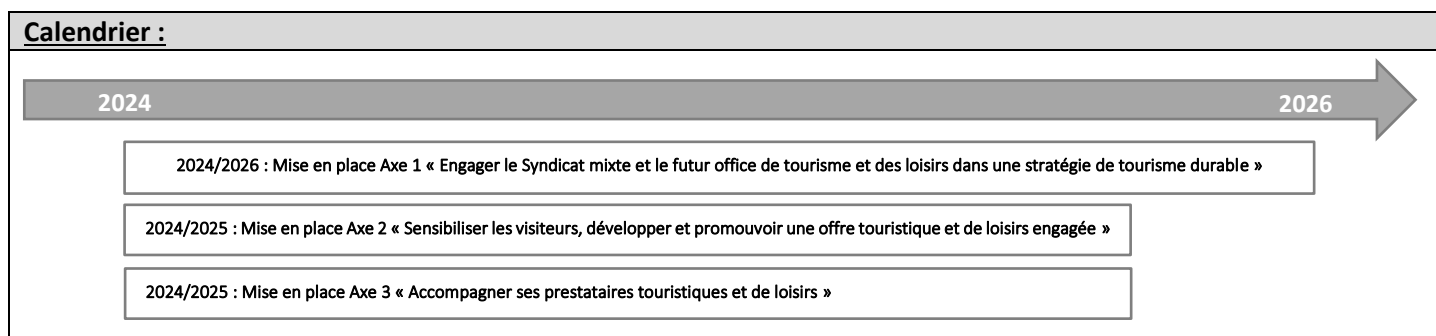 Calendrier :
2024 2026
2024/2026 : Mise en place Axe 1 « Engager le Syndicat mixte et le futur office de tourisme et des loisirs dans une stratégie de tourisme durable »
2024/2025 : Mise en place Axe 2 « Sensibiliser les visiteurs, développer et promouvoir une offre touristique et de loisirs engagée »
2024/2025 : Mise en place Axe 3 « Accompagner ses prestataires touristiques et de loisirs »